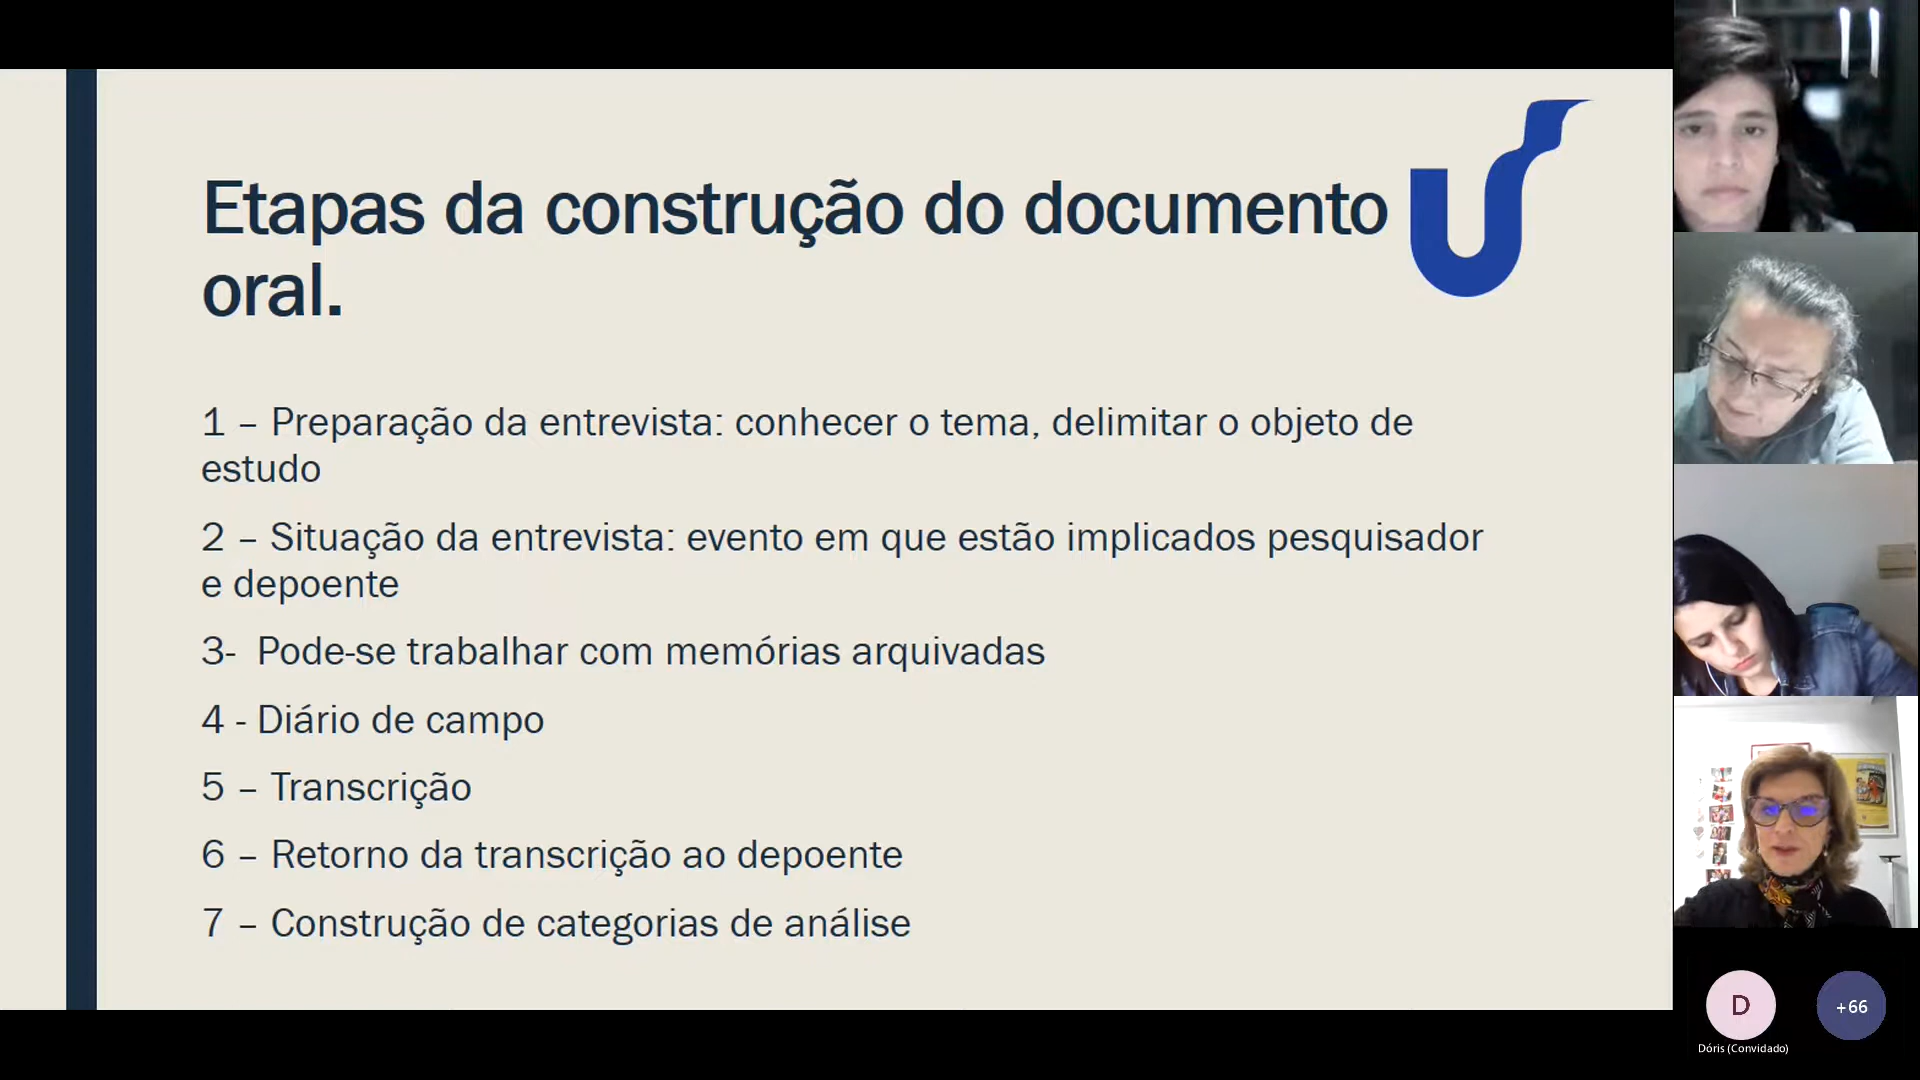 Etapas da construção do documento
oral.
1 – Preparação da entrevista: conhecer o tema, delimitar o objeto de
estudo
2 – Situação da entrevista: evento em que estão implicados pesquisador
e depoente
3-  Pode-se trabalhar com memórias arquivadas
4 - Diário de campo
5 – Transcrição
6 – Retorno da transcrição ao depoente
7 – Construção de categorias de análise
D
+66
Dóris (Convidado)